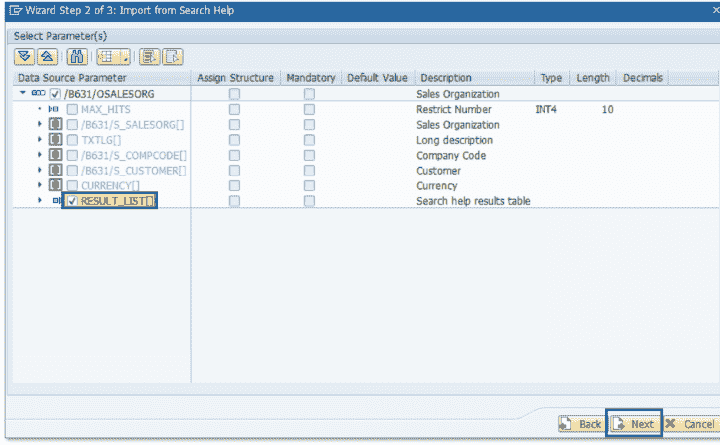 Wizard Step 2 of 3: Import from Search Help
Select Parameter(s)
Data Source Parameter Assign Structure Mandatory Default Value Description Type Length Decimals
/B631/OSALESORG Sales Organization
MAX_HITS Restrict Number INT4 10
/B631/S_SALESORG[] Sales Organization
TXTLG[] Long description
/B631/S_COMPCODE[] Company Code
/B631/S_CUSTOMER[] Customer
CURRENCY[] Currency
RESULT_LIST[] Search help results table
Back Next Cancel